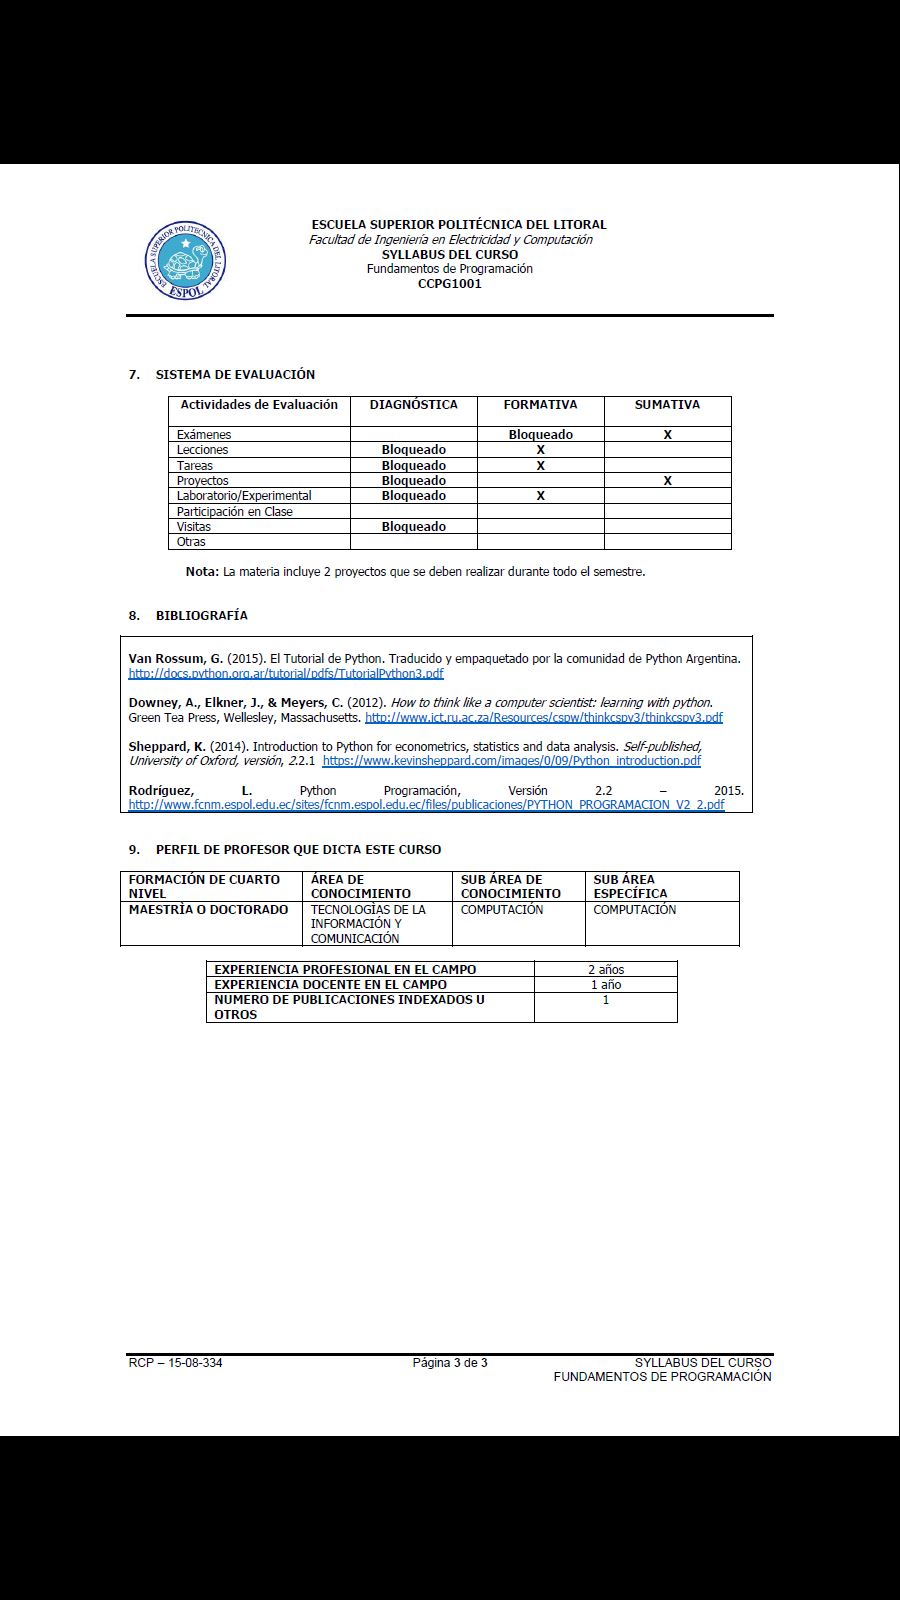 ESCUELA SUPERIOR POLITECNICA DEL LITORAL
ESPOL
ESCUELA SUPERIOR POLITÉCNICA DEL LITORAL
Facultad de Ingeniería en Electricidad y Computación
SYLLABUS DEL CURSO
Fundamentos de Programación
CCPG1001
7. SISTEMA DE EVALUACIÓN
Actividades de Evaluación DIAGNÓSTICA FORMATIVA SUMATIVA
Exámenes Bloqueado X
Lecciones Bloqueado X
Tareas Bloqueado X
Proyectos Bloqueado X
Laboratorio/Experimental Bloqueado X
Participación en Clase
Visitas Bloqueado
Otras
Nota: La materia incluye 2 proyectos que se deben realizar durante todo el semestre.
8. BIBLIOGRAFÍA
Van Rossum, G. (2015). El Tutorial de Python. Traducido y empaquetado por la comunidad de Python Argentina.
http://docs.python.org.ar/tutorial/pdfs/TutorialPython3.pdf
Downey, A., Elkner, J., & Meyers, C. (2012). How to think like a computer scientist: learning with python.
Green Tea Press, Wellesley, Massachusetts. http://www.ict.ru.ac.za/Resources/cspw/thinkcspy3/thinkcspy3.pdf
Sheppard, K. (2014). Introduction to Python for econometrics, statistics and data analysis. Self-published,
University of Oxford, versión, 2.2.1 https://www.kevinsheppard.com/images/0/09/Python_introduction.pdf
Rodríguez, L. Python Programación, Versión 2.2 – 2015.
http://www.fcnm.espol.edu.ec/sites/fcnm.espol.edu.ec/files/publicaciones/PYTHON_PROGRAMACION_V2_2.pdf
9. PERFIL DE PROFESOR QUE DICTA ESTE CURSO
FORMACIÓN DE CUARTO ÁREA DE SUB ÁREA DE SUB ÁREA
NIVEL CONOCIMIENTO CONOCIMIENTO ESPECÍFICA
MAESTRÌA O DOCTORADO TECNOLOGÌAS DE LA COMPUTACIÓN COMPUTACIÓN
INFORMACIÓN Y
COMUNICACIÓN
EXPERIENCIA PROFESIONAL EN EL CAMPO 2 años
EXPERIENCIA DOCENTE EN EL CAMPO 1 año
NUMERO DE PUBLICACIONES INDEXADOS U 1
OTROS
RCP – 15-08-334 Página 3 de 3 SYLLABUS DEL CURSO
FUNDAMENTOS DE PROGRAMACIÓN